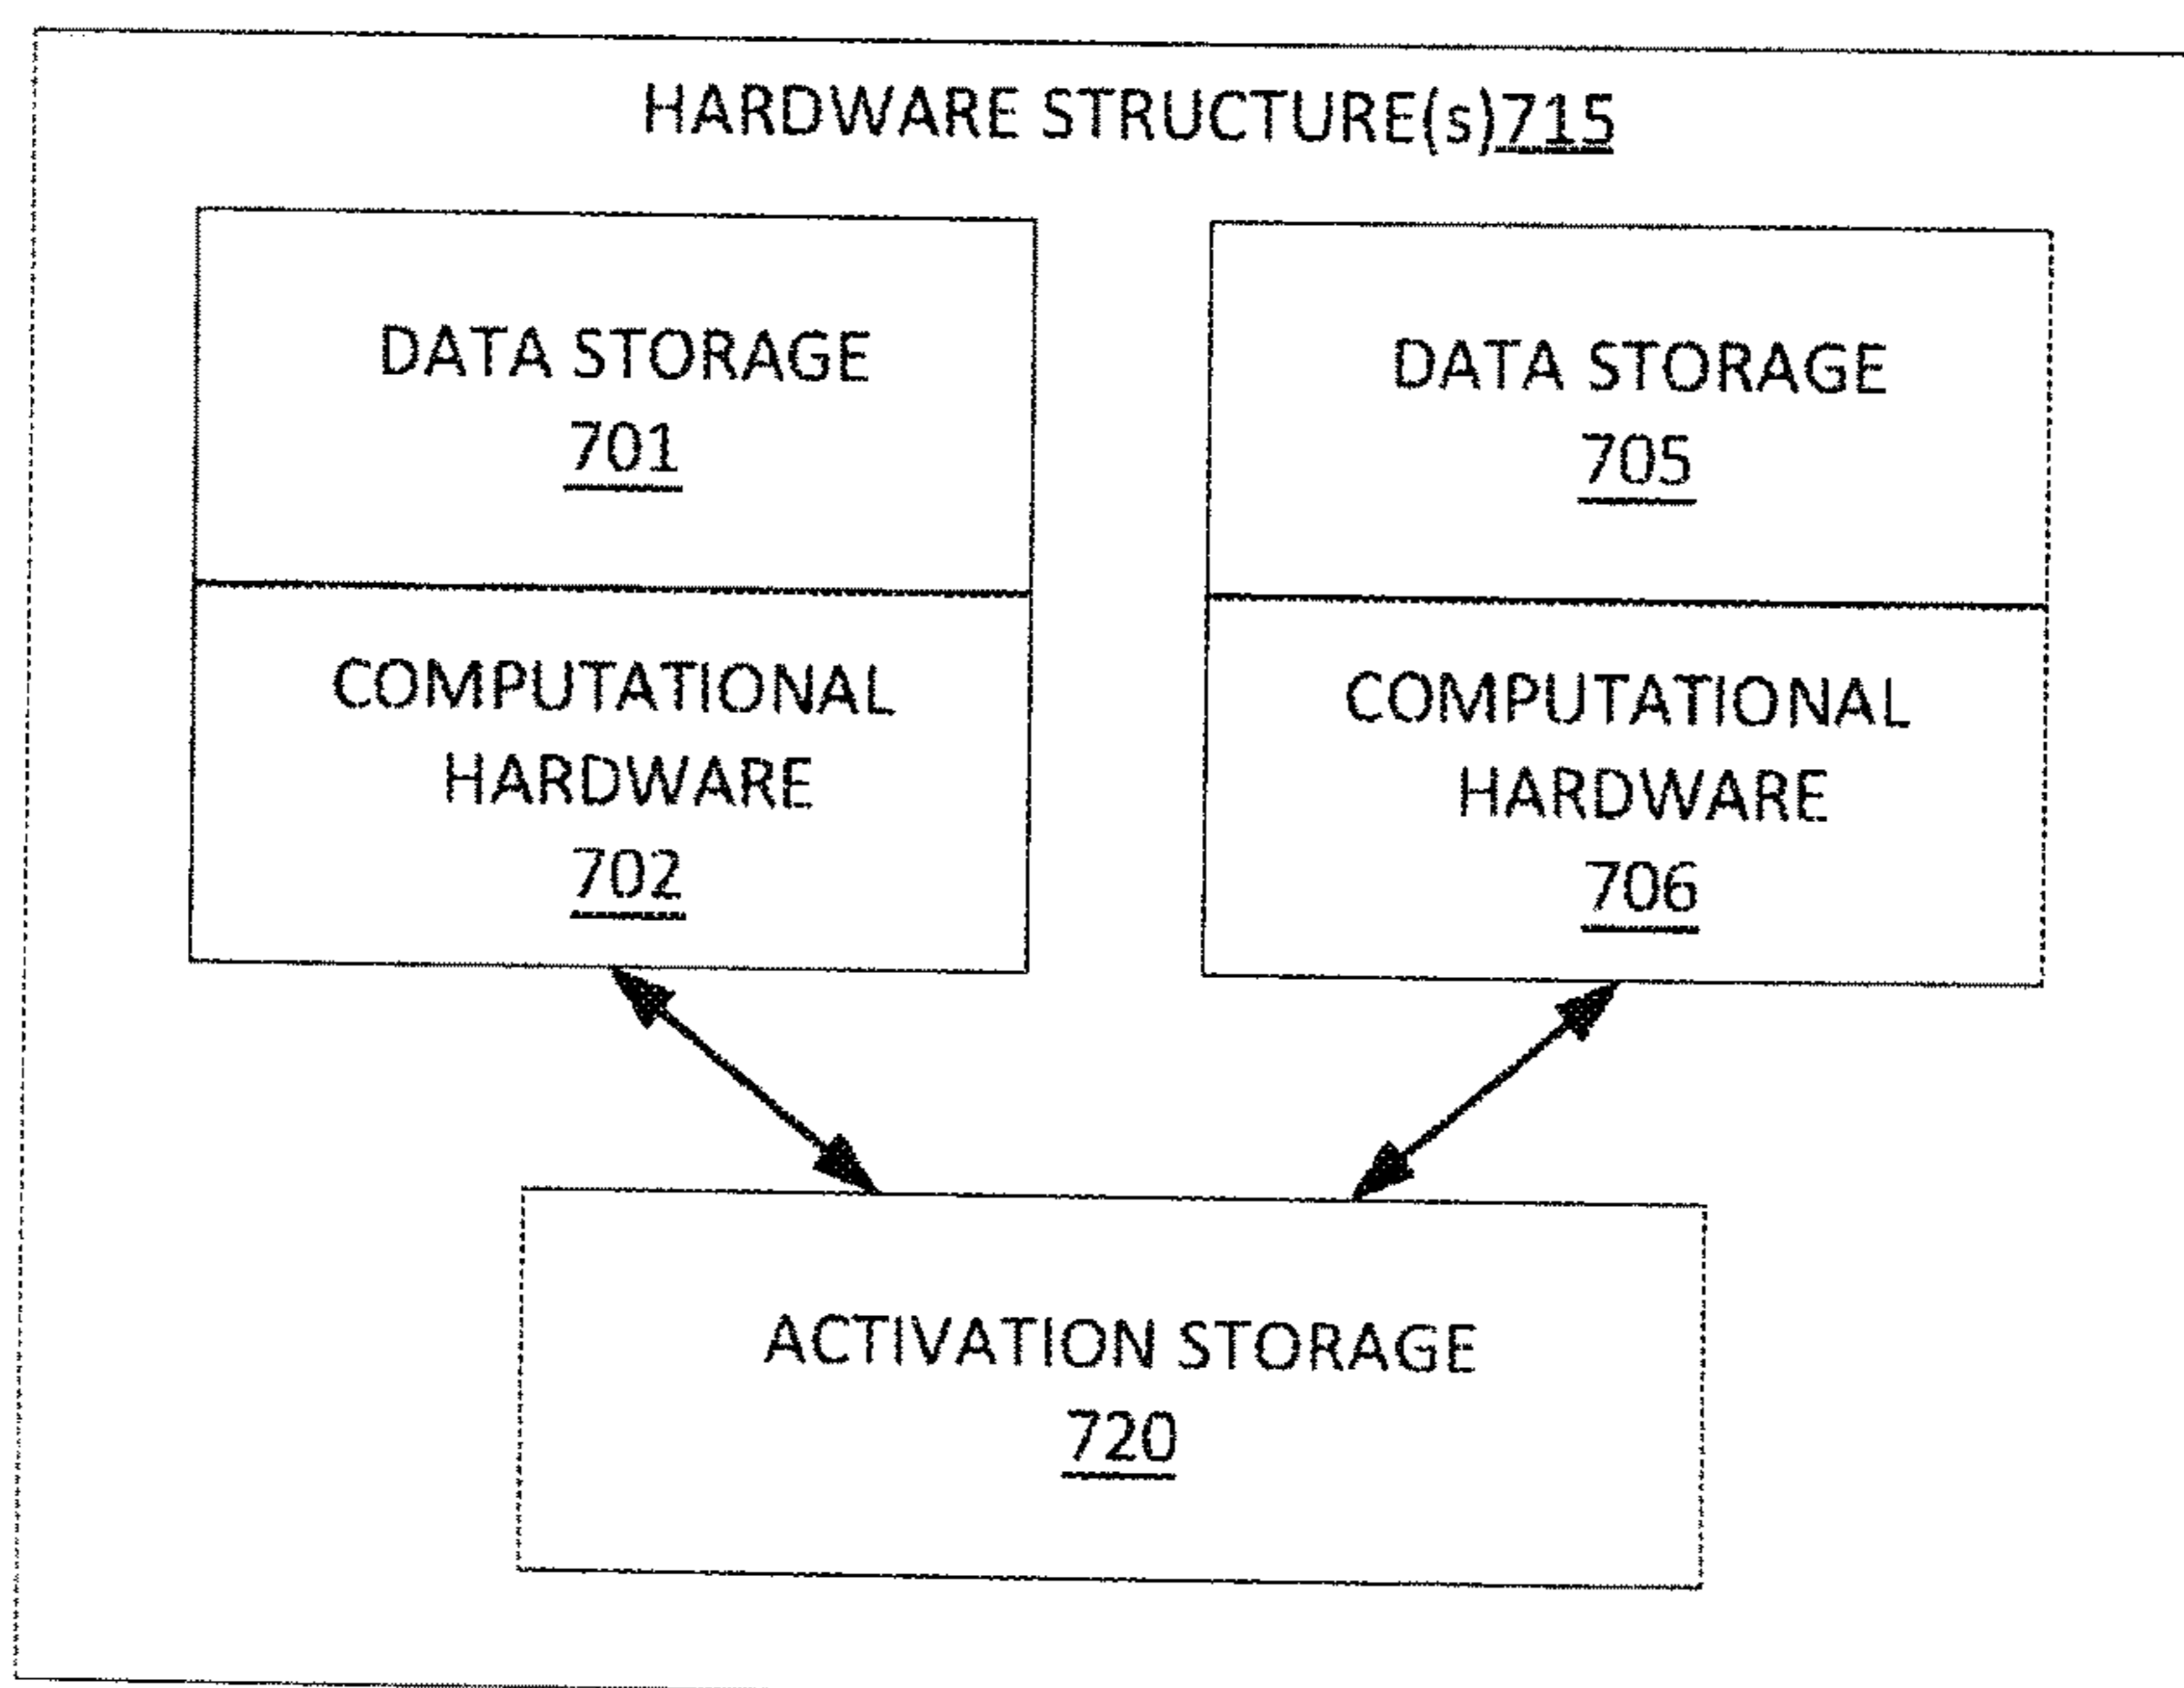 HARDWARE STRUCTURE(s)715
DATA STORAGE
701
COMPUTATIONAL
HARDWARE
702
DATA STORAGE
705
COMPUTATIONAL
HARDWARE
706
ACTIVATION STORAGE
720